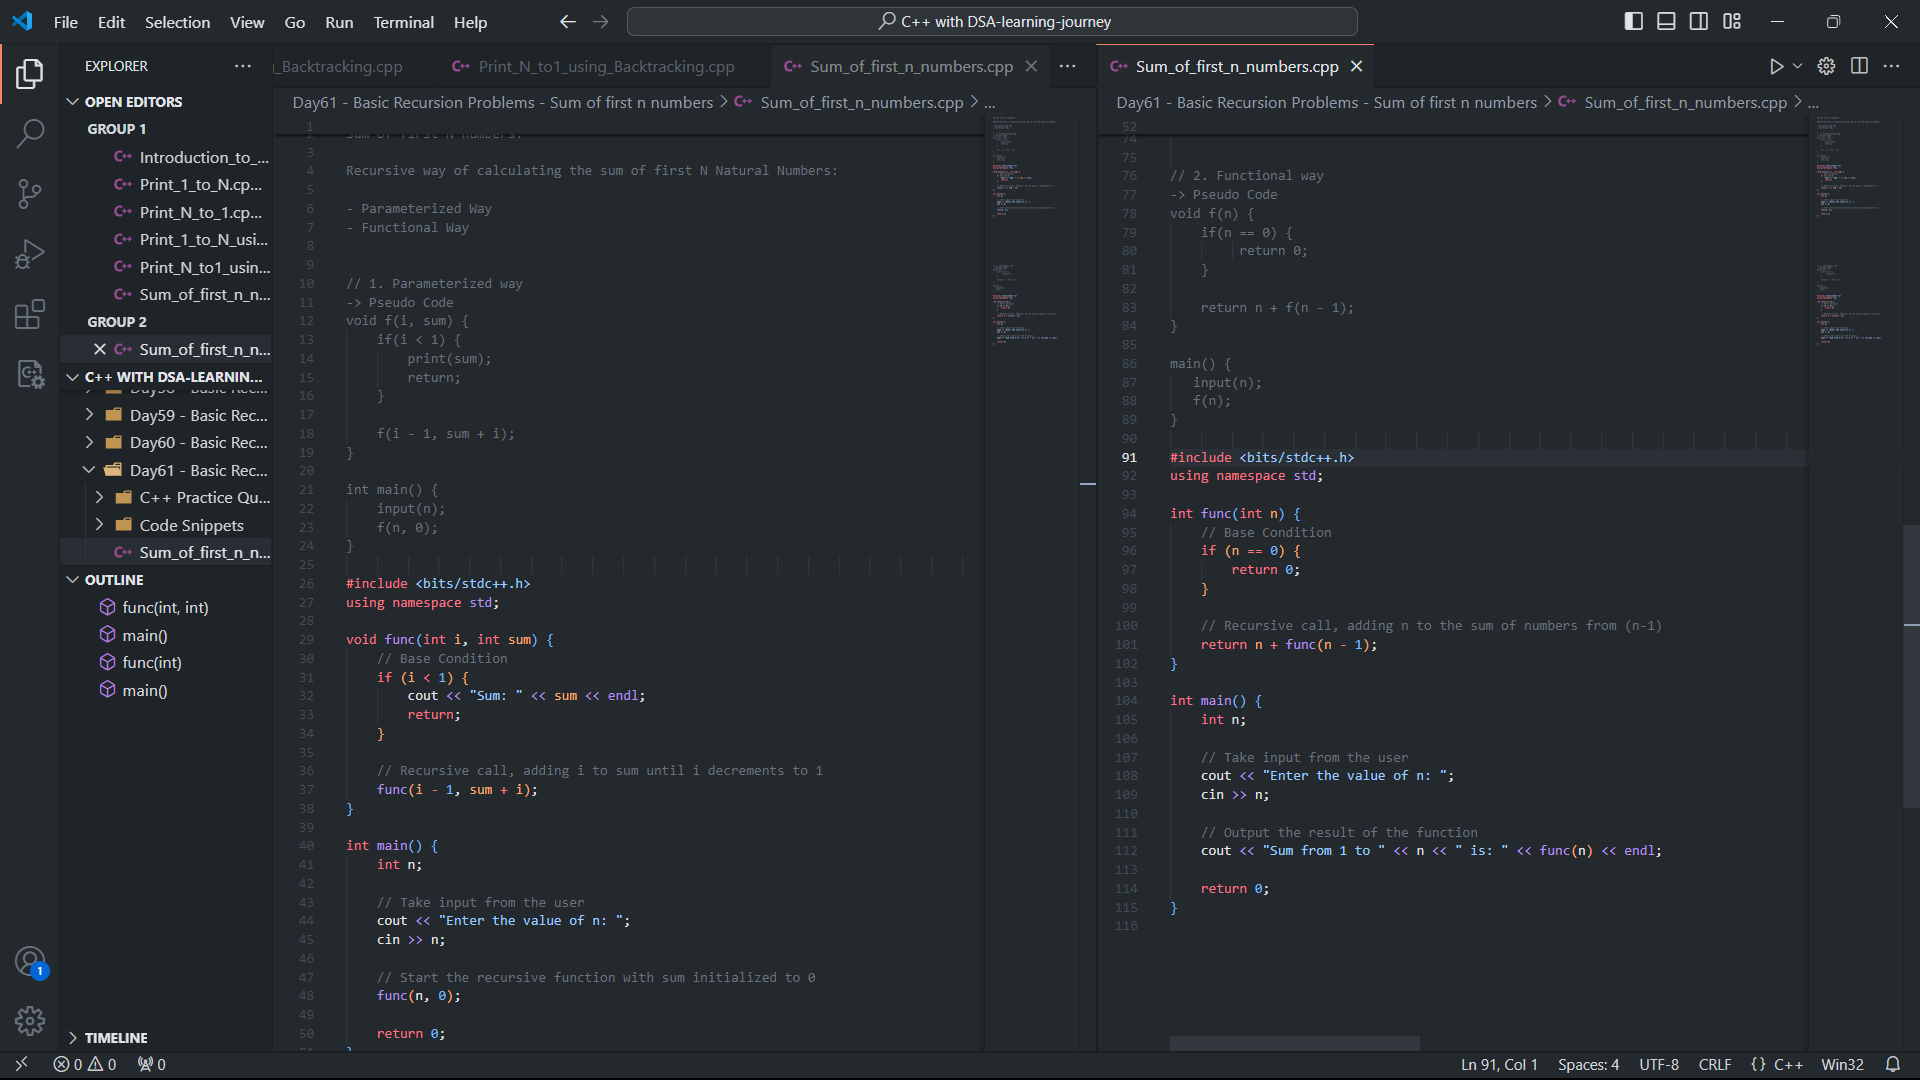 File Edit Selection View Go Run Terminal Help
C++ with DSA-learning-journey
EXPLORER
OPEN EDITORS
GROUP 1
Introduction_to_...
Print_1_to_N.cp...
Print_N_to_1.cp...
Print_1_to_N_usi...
Print_N_to1_usin...
Sum_of_first_n_n...
GROUP 2
Sum_of_first_n_n...
C++ WITH DSA-LEARNIN...
Day59 - Basic Rec...
Day60 - Basic Rec...
Day61 - Basic Rec...
C++ Practice Qu...
Code Snippets
Sum_of_first_n_n...
OUTLINE
func(int, int)
main()
func(int)
main()
TIMELINE
_Backtracking.cpp
Print_N_to1_using_Backtracking.cpp
Sum_of_first_n_numbers.cpp
Day61 - Basic Recursion Problems - Sum of first n numbers > Sum_of_first_n_numbers.cpp > ...
1
2 Sum of first N numbers.
3
4 Recursive way of calculating the sum of first N Natural Numbers:
5
6 - Parameterized Way
7 - Functional Way
8
9
10 // 1. Parameterized way
11 -> Pseudo Code
12 void f(i, sum) {
13 if(i < 1) {
14 print(sum);
15 return;
16 }
17
18 f(i - 1, sum + i);
19 }
20
21 int main() {
22 input(n);
23 f(n, 0);
24 }
25
26 #include <bits/stdc++.h>
27 using namespace std;
28
29 void func(int i, int sum) {
30 // Base Condition
31 if (i < 1) {
32 cout << "Sum: " << sum << endl;
33 return;
34 }
35
36 // Recursive call, adding i to sum until i decrements to 1
37 func(i - 1, sum + i);
38 }
39
40 int main() {
41 int n;
42
43 // Take input from the user
44 cout << "Enter the value of n: ";
45 cin >> n;
46
47 // Start the recursive function with sum initialized to 0
48 func(n, 0);
49
50 return 0;
Sum_of_first_n_numbers.cpp
Day61 - Basic Recursion Problems - Sum of first n numbers > Sum_of_first_n_numbers.cpp > ...
52
74
75
76 // 2. Functional way
77 -> Pseudo Code
78 void f(n) {
79 if(n == 0) {
80 return 0;
81 }
82
83 return n + f(n - 1);
84 }
85
86 main() {
87 input(n);
88 f(n);
89 }
90
91 #include <bits/stdc++.h>
92 using namespace std;
93
94 int func(int n) {
95 // Base Condition
96 if (n == 0) {
97 return 0;
98 }
99
100 // Recursive call, adding n to the sum of numbers from (n-1)
101 return n + func(n - 1);
102 }
103
104 int main() {
105 int n;
106
107 // Take input from the user
108 cout << "Enter the value of n: ";
109 cin >> n;
110
111 // Output the result of the function
112 cout << "Sum from 1 to " << n << " is: " << func(n) << endl;
113
114 return 0;
115 }
116
1
0 0 0
Ln 91, Col 1 Spaces: 4 UTF-8 CRLF {} C++ Win32